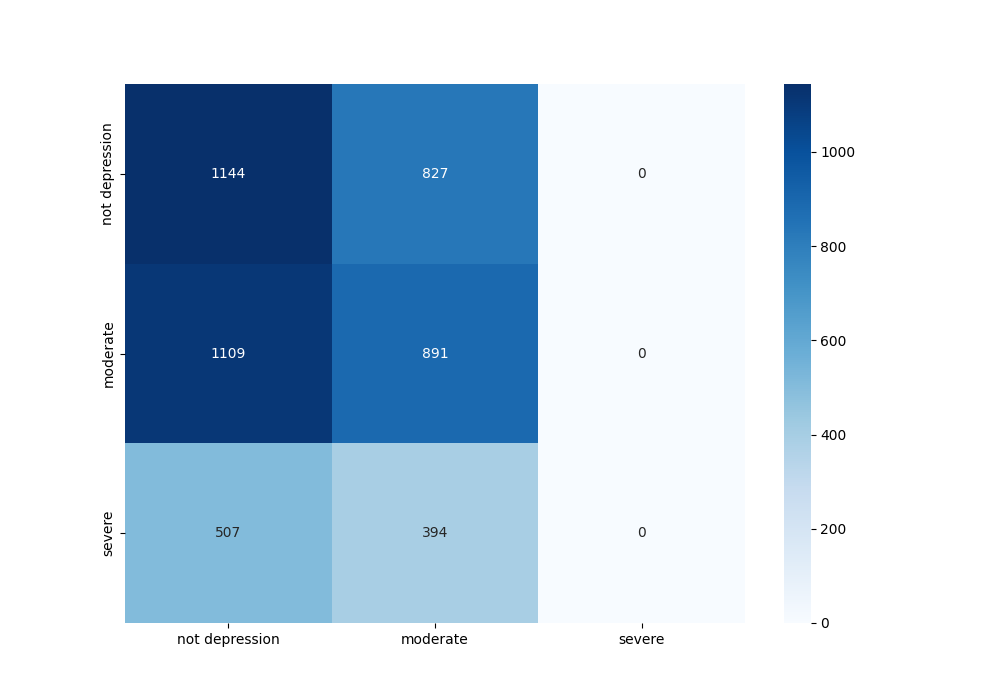 not depression
1144
827
0
moderate
1109
891
0
severe
507
394
0
not depression
moderate
severe
1000
800
600
400
200
0